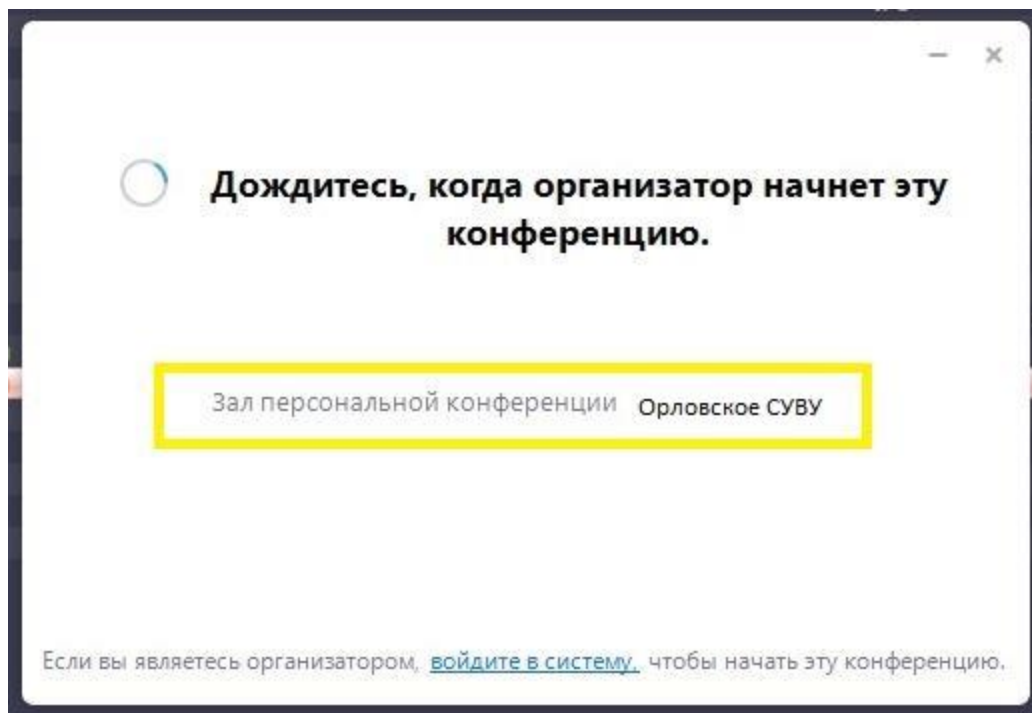 Дождитесь, когда организатор начнет эту
конференцию.
Зал персональной конференции Орловское СУВУ
Если вы являетесь организатором, войдите в систему, чтобы начать эту конференцию.